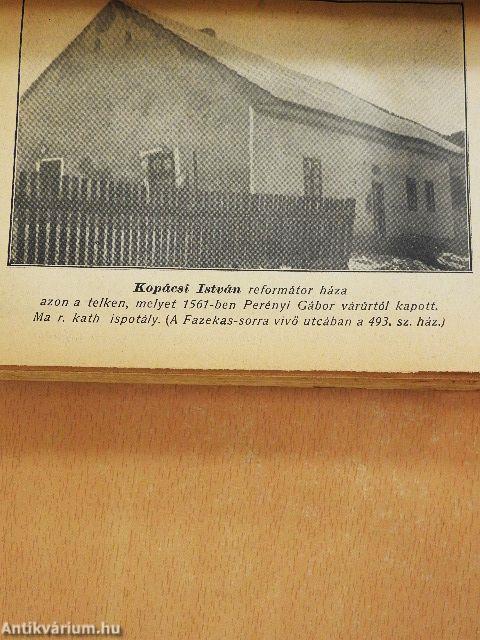 Kopácsi István reformátor háza
azon a telken, melyet 1561-ben Perényi Gábor várúrtól kapott.
Ma r. kath ispotály. (A Fazekas-sorra vivő utcában a 493. sz. ház.)
Antikvárium.hu